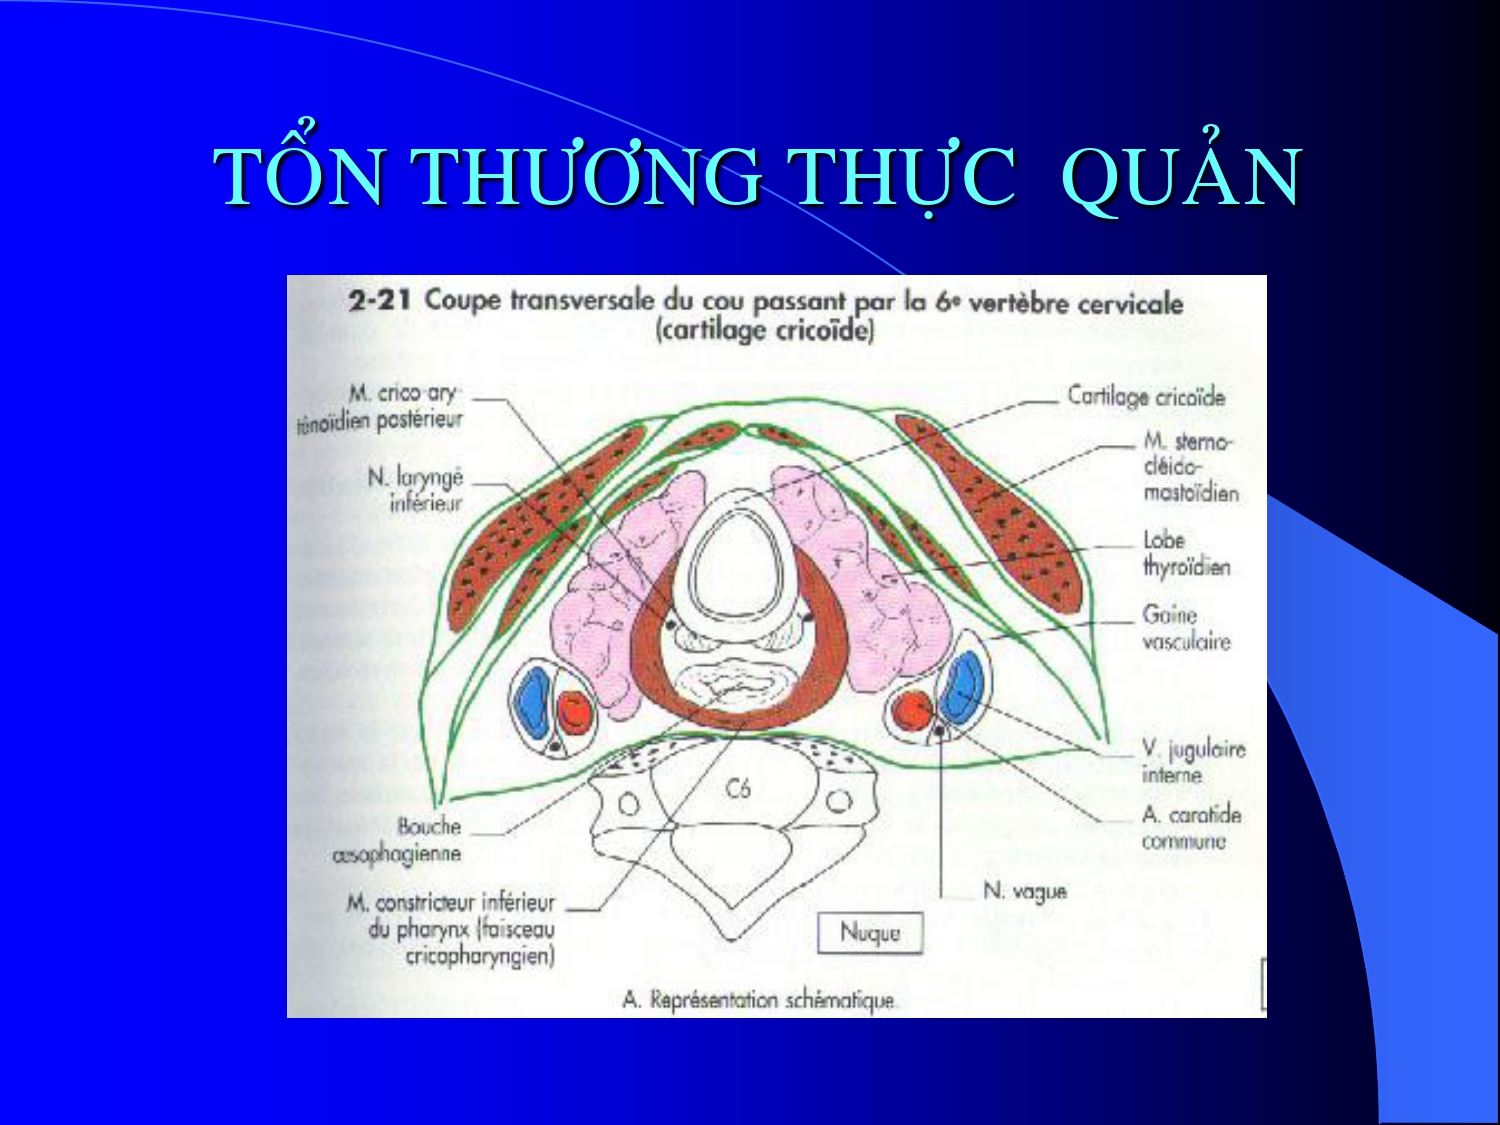 TỔN THƯƠNG THỰC QUẢN
2-21 Coupe transversale du cou passant par la 6e vertèbre cervicale
(cartilage cricoïde)
M. crico-ary-
ténoïdien postérieur
N. laryngé
inférieur
Cartilage cricoïde
M. sterno-
cléido-
mastoïdien
Lobe
thyroïdien
Gaine
vasculaire
V. jugulaire
interne
A. carotide
commune
N. vague
C6
Bouche
œsophagienne
M. constricteur inférieur
du pharynx (faisceau
cricopharyngien)
Nuque
A. Représentation schématique.